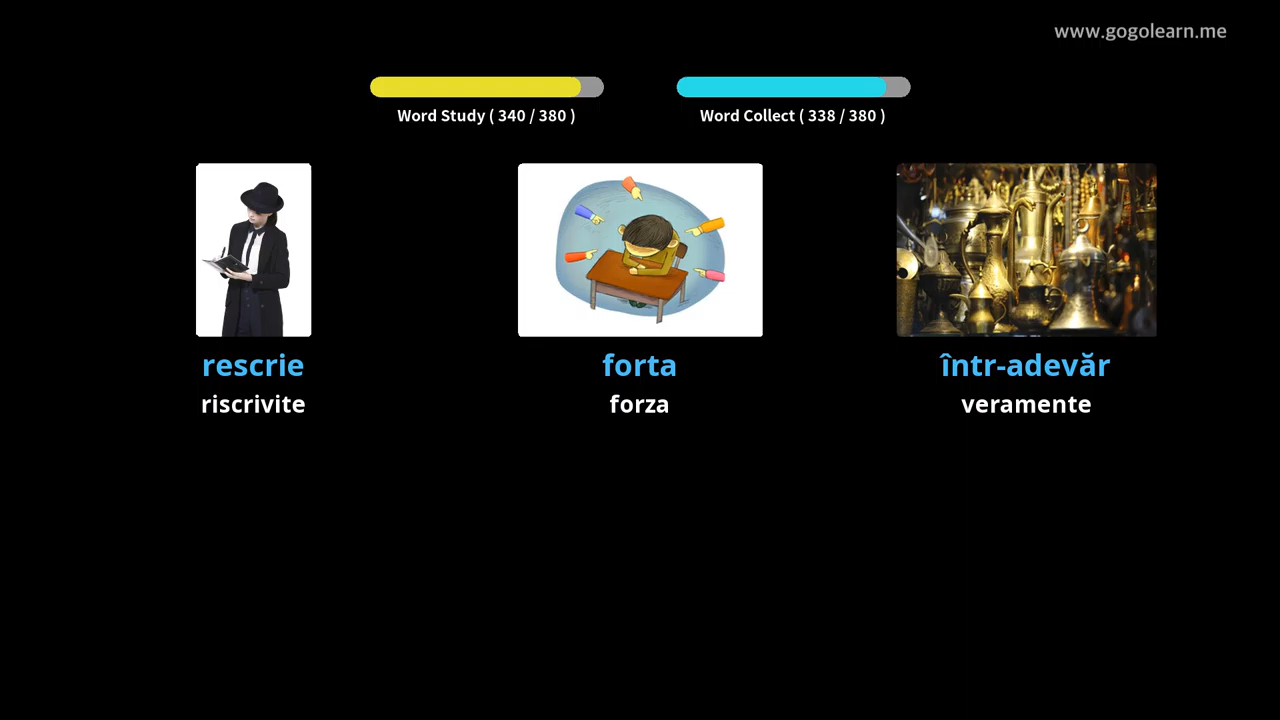 www.gogolearn.me
Word Study ( 340 / 380 )
Word Collect ( 338 / 380 )
rescrie
forta
într-adevăr
riscrivite
forza
veramente